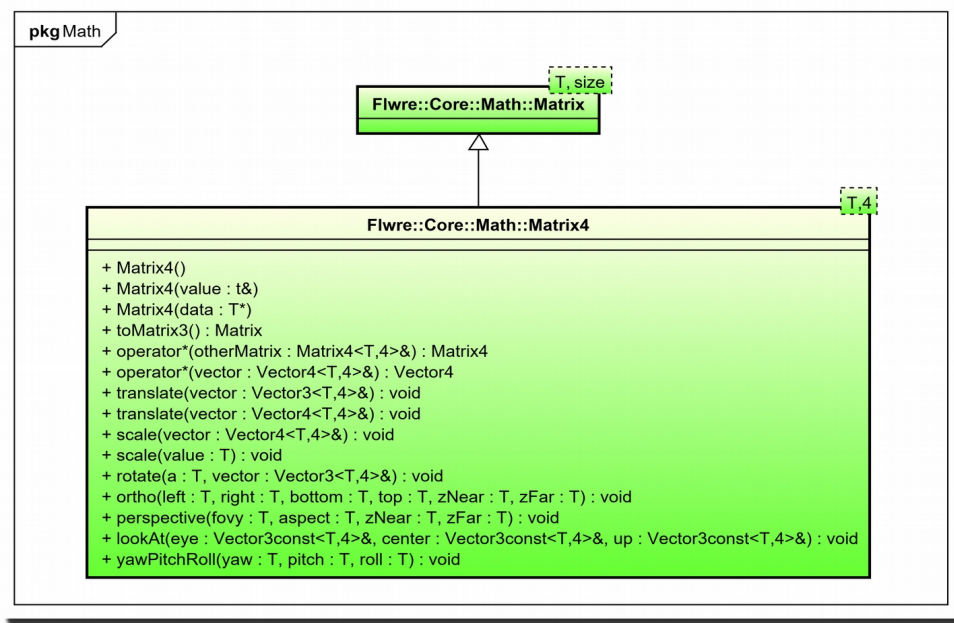 pkg Math
T, size
Flwre::Core::Math::Matrix
T,4
Flwre::Core::Math::Matrix4
+ Matrix4()
+ Matrix4(value : t&)
+ Matrix4(data : T*)
+ toMatrix3() : Matrix
+ operator*(otherMatrix : Matrix4<T,4>&) : Matrix4
+ operator*(vector : Vector4<T,4>&) : Vector4
+ translate(vector : Vector3<T,4>&) : void
+ translate(vector : Vector4<T,4>&) : void
+ scale(vector : Vector4<T,4>&) : void
+ scale(value : T) : void
+ rotate(a : T, vector : Vector3<T,4>&) : void
+ ortho(left : T, right : T, bottom : T, top : T, zNear : T, zFar : T) : void
+ perspective(fovy : T, aspect : T, zNear : T, zFar : T) : void
+ lookAt(eye : Vector3const<T,4>&, center : Vector3const<T,4>&, up : Vector3const<T,4>&) : void
+ yawPitchRoll(yaw : T, pitch : T, roll : T) : void